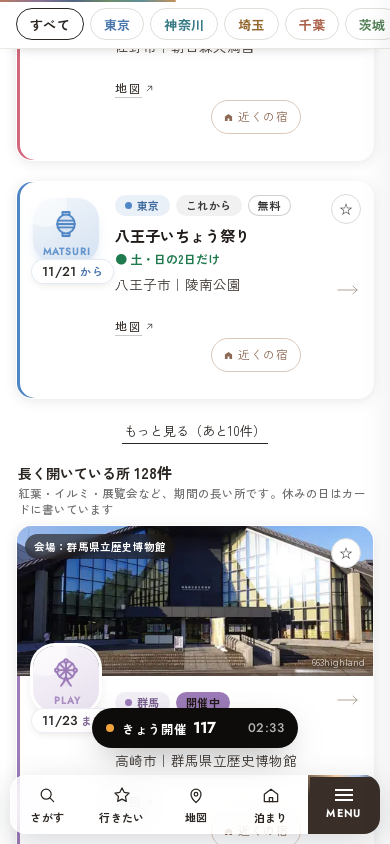 すべて 東京 神奈川 埼玉 千葉 茨城
地図 ↗
近くの宿
東京 これから 無料
MATSURI
11/21 から
八王子いちょう祭り
土・日の2日だけ
八王子市｜陵南公園
地図 ↗
近くの宿
もっと見る（あと10件）
長く開いている所 128件
紅葉・イルミ・展覧会など、期間の長い所です。休みの日はカー
ドに書いています
会場：群馬県立歴史博物館
663highland
PLAY
11/23 ま
群馬 開催中
きょう開催 117 02:33
高崎市｜群馬県立歴史博物館
近くの宿
さがす 行きたい 地図 泊まり MENU